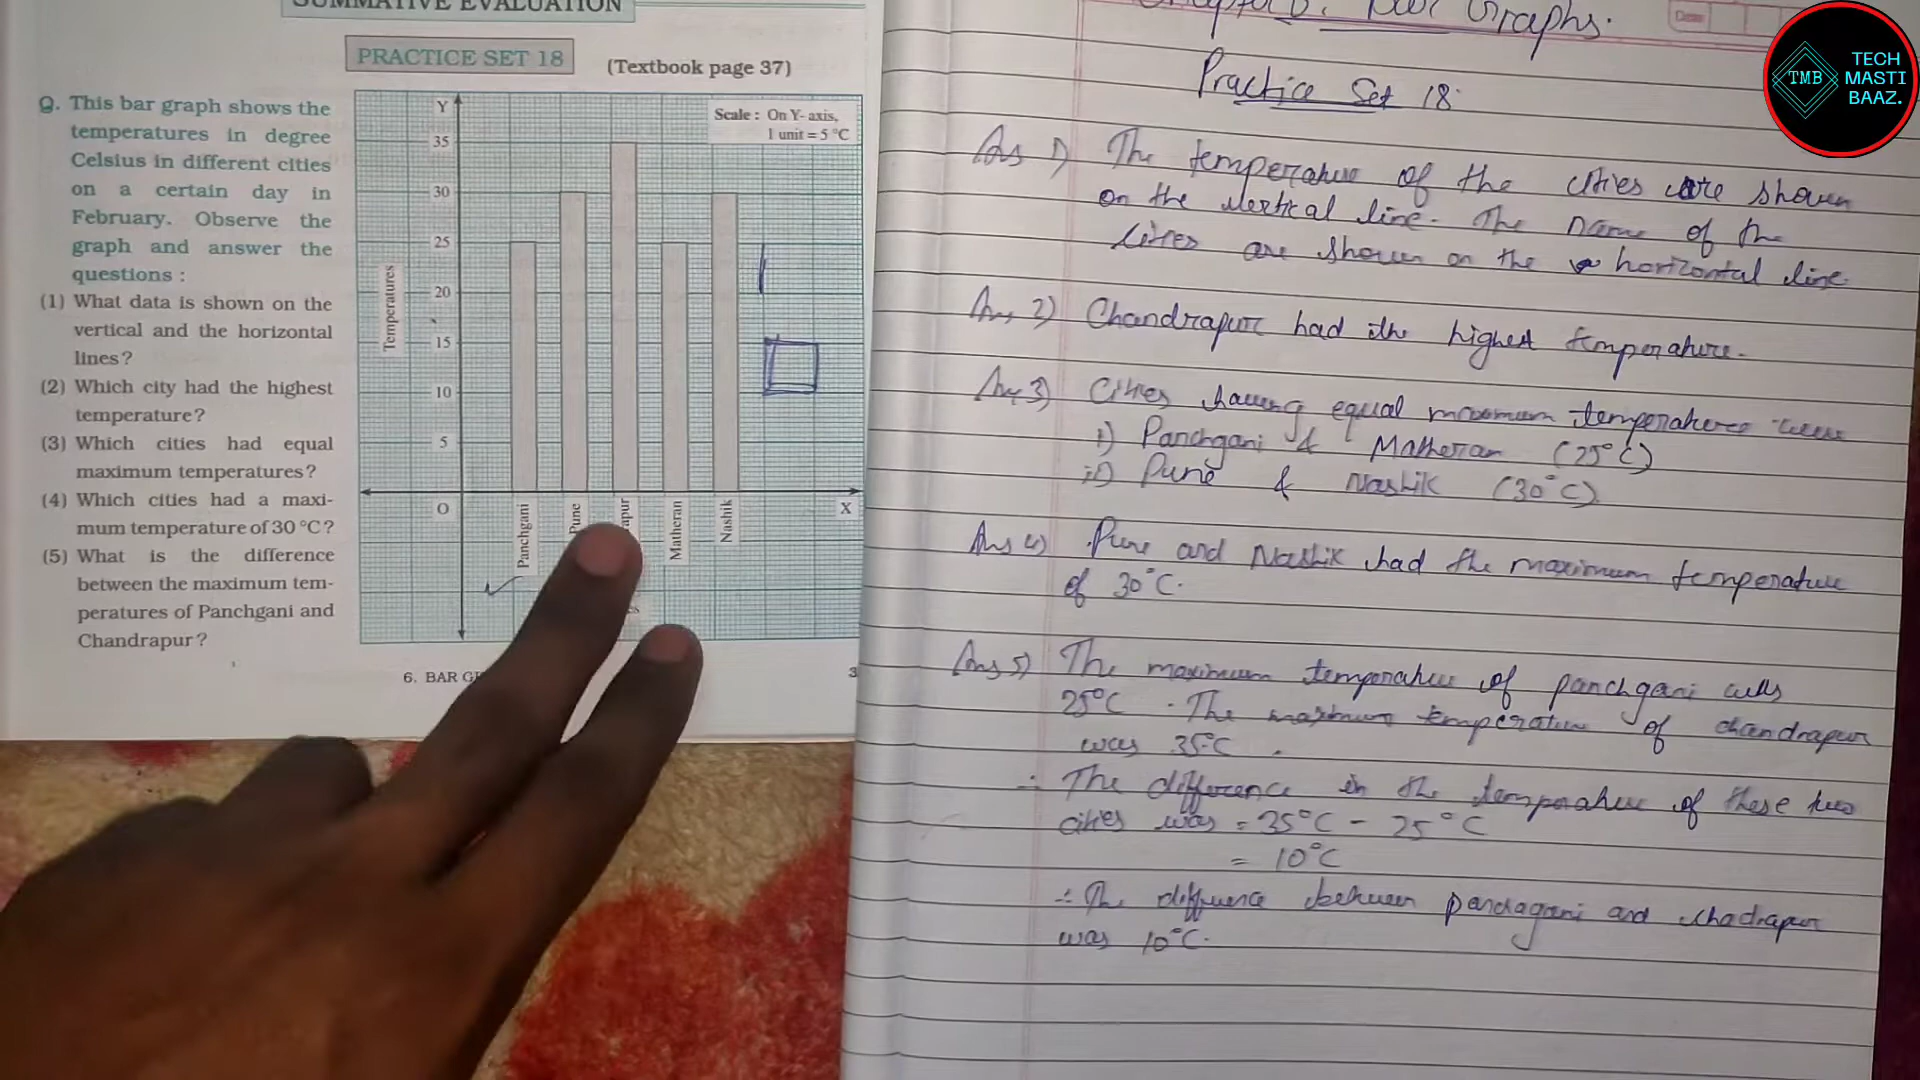 SUMMATIVE EVALUATION
PRACTICE SET 18
(Textbook page 37)
Q. This bar graph shows the
temperatures in degree
Celsius in different cities
on a certain day in
February. Observe the
graph and answer the
questions :
(1) What data is shown on the
vertical and the horizontal
lines?
(2) Which city had the highest
temperature?
(3) Which cities had equal
maximum temperatures?
(4) Which cities had a maxi-
mum temperature of 30 °C?
(5) What is the difference
between the maximum tem-
peratures of Panchgani and
Chandrapur?
Y
Scale : On Y- axis,
1 unit = 5 °C
35
30
25
20
15
10
5
O
X
Temperatures
Panchgani
Pune
apur
Matheran
Nashik
6. BAR G
3
Graphs.
Practice Set 18.
Ans 1) The temperature of the cities are shown
on the vertical line. The Name of the
cities are shown on the horizontal line.
Ans 2) Chandrapur had the highest temperature.
Ans 3) Cities having equal maximum temperatures were
i) Panchgani & Matheran (25°C)
ii) Pune & Nashik (30°C)
Ans 4) Pune and Nashik had the maximum temperature
of 30°C.
Ans 5) The maximum temperature of panchgani
25°C . The maximum temperature of chandrapur
was 35°C .
∴ The difference in the temperature of these two
cities was = 35°C - 25°C
= 10°C
∴ The difference between pandagani and chadrapur
was 10°C.
Date
TMB
TECH
MASTI
BAAZ.